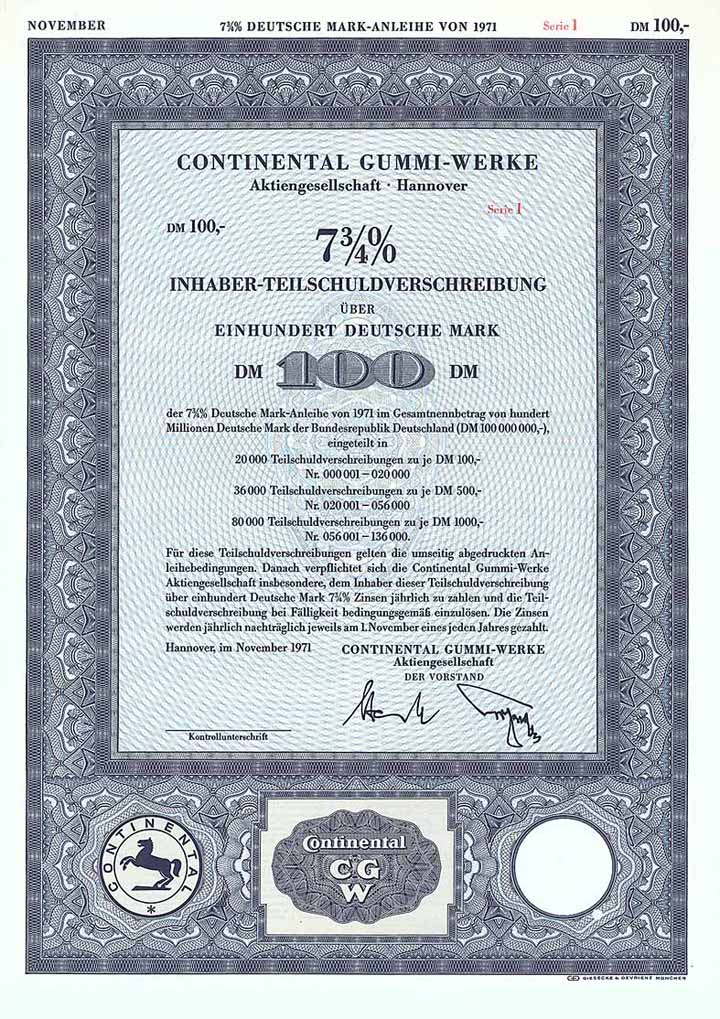 NOVEMBER 7¾% DEUTSCHE MARK-ANLEIHE VON 1971 Serie 1 DM 100,-
CONTINENTAL GUMMI-WERKE
Aktiengesellschaft · Hannover
Serie 1
DM 100,-
7¾%
INHABER-TEILSCHULDVERSCHREIBUNG
ÜBER
EINHUNDERT DEUTSCHE MARK
DM 100 DM
der 7¾% Deutsche Mark-Anleihe von 1971 im Gesamtnennbetrag von hundert
Millionen Deutsche Mark der Bundesrepublik Deutschland (DM 100 000 000,-),
eingeteilt in
20 000 Teilschuldverschreibungen zu je DM 100,-
Nr. 000 001 – 020 000
36 000 Teilschuldverschreibungen zu je DM 500,-
Nr. 020 001 – 056 000
80 000 Teilschuldverschreibungen zu je DM 1000,-
Nr. 056 001 – 136 000.
Für diese Teilschuldverschreibungen gelten die umseitig abgedruckten An-
leihebedingungen. Danach verpflichtet sich die Continental Gummi-Werke
Aktiengesellschaft insbesondere, dem Inhaber dieser Teilschuldverschreibung
über einhundert Deutsche Mark 7¾% Zinsen jährlich zu zahlen und die Teil-
schuldverschreibung bei Fälligkeit bedingungsgemäß einzulösen. Die Zinsen
werden jährlich nachträglich jeweils am 1. November eines jeden Jahres gezahlt.
Hannover, im November 1971
CONTINENTAL GUMMI-WERKE
Aktiengesellschaft
DER VORSTAND
Kontrollunterschrift
CONTINENTAL
Continental
CG
W
GIESECKE & DEVRIENT MÜNCHEN